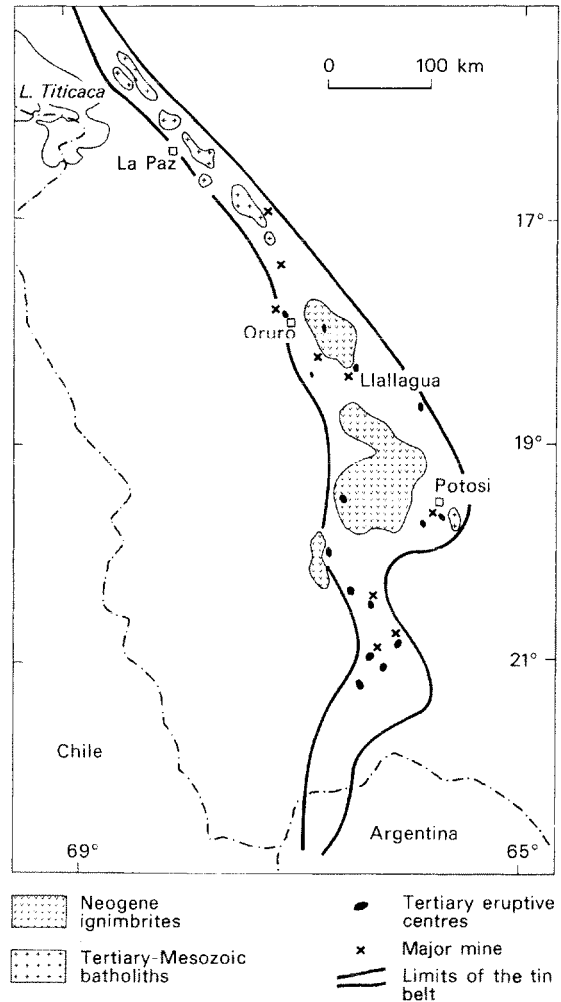 0 100 km
L. Titicaca
La Paz
17°
Oruro
Llallagua
19°
Potosi
21°
Chile
Argentina
69°
65°
Neogene
ignimbrites
Tertiary-Mesozoic
batholiths
Tertiary eruptive
centres
Major mine
Limits of the tin
belt